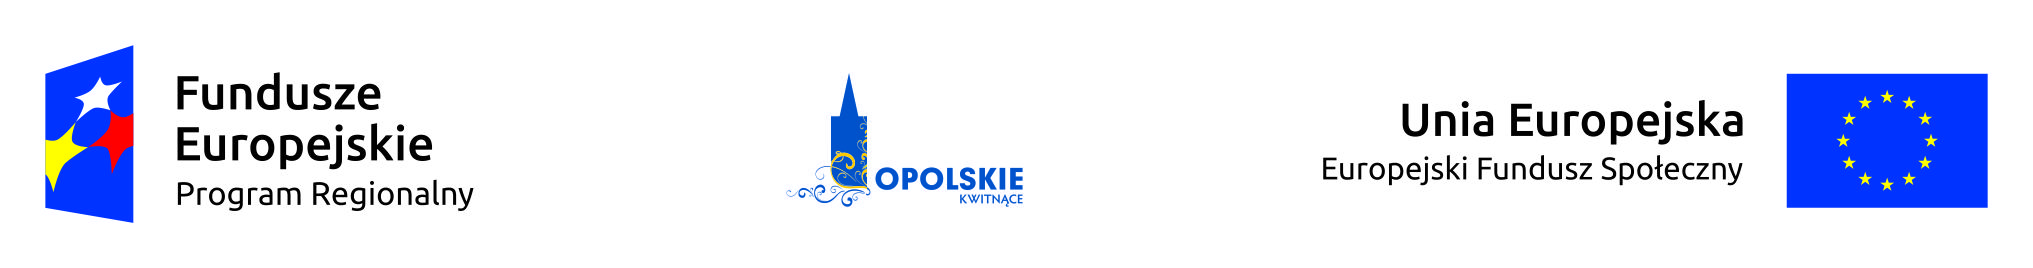 Fundusze
Europejskie
Program Regionalny
OPOLSKIE
KWITNĄCE
Unia Europejska
Europejski Fundusz Społeczny